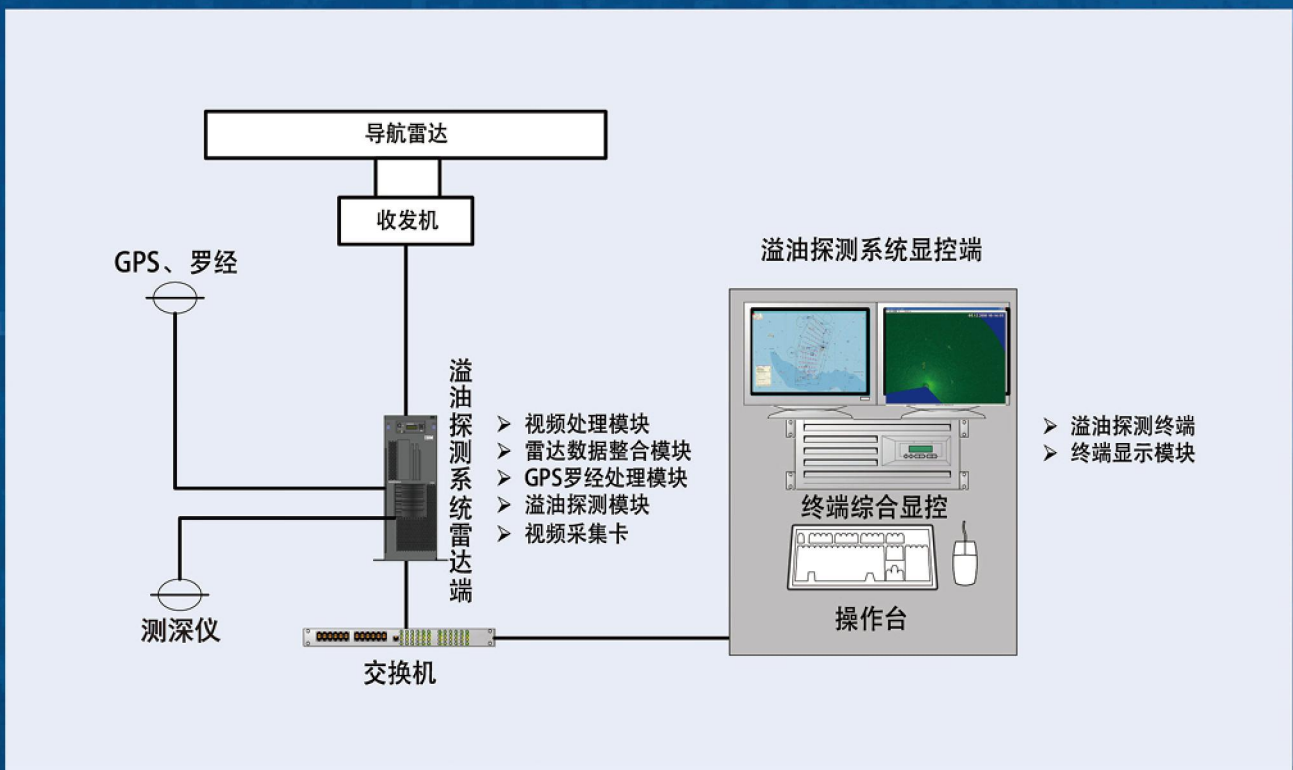 导航雷达
收发机
GPS、罗经
溢油探测系统雷达端
视频处理模块
雷达数据整合模块
GPS罗经处理模块
溢油探测模块
视频采集卡
测深仪
交换机
溢油探测系统显控端
终端综合显控
操作台
溢油探测终端
终端显示模块